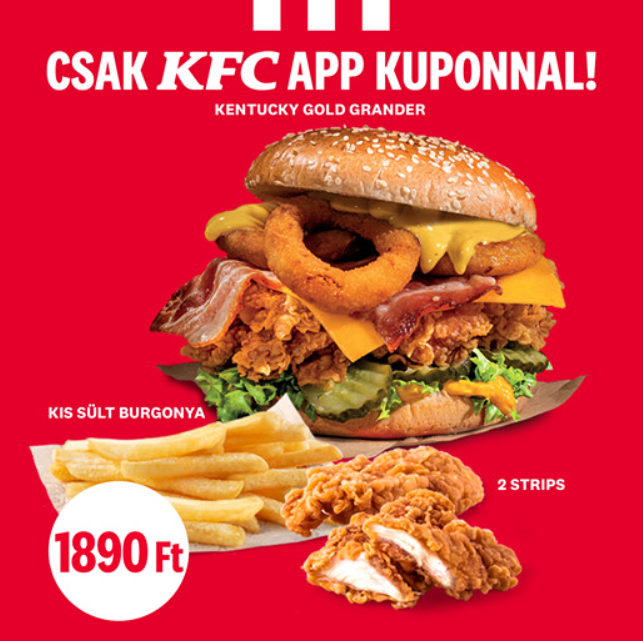 CSAK KFC APP KUPONNAL!
KENTUCKY GOLD GRANDER
KIS SÜLT BURGONYA
2 STRIPS
1890 Ft